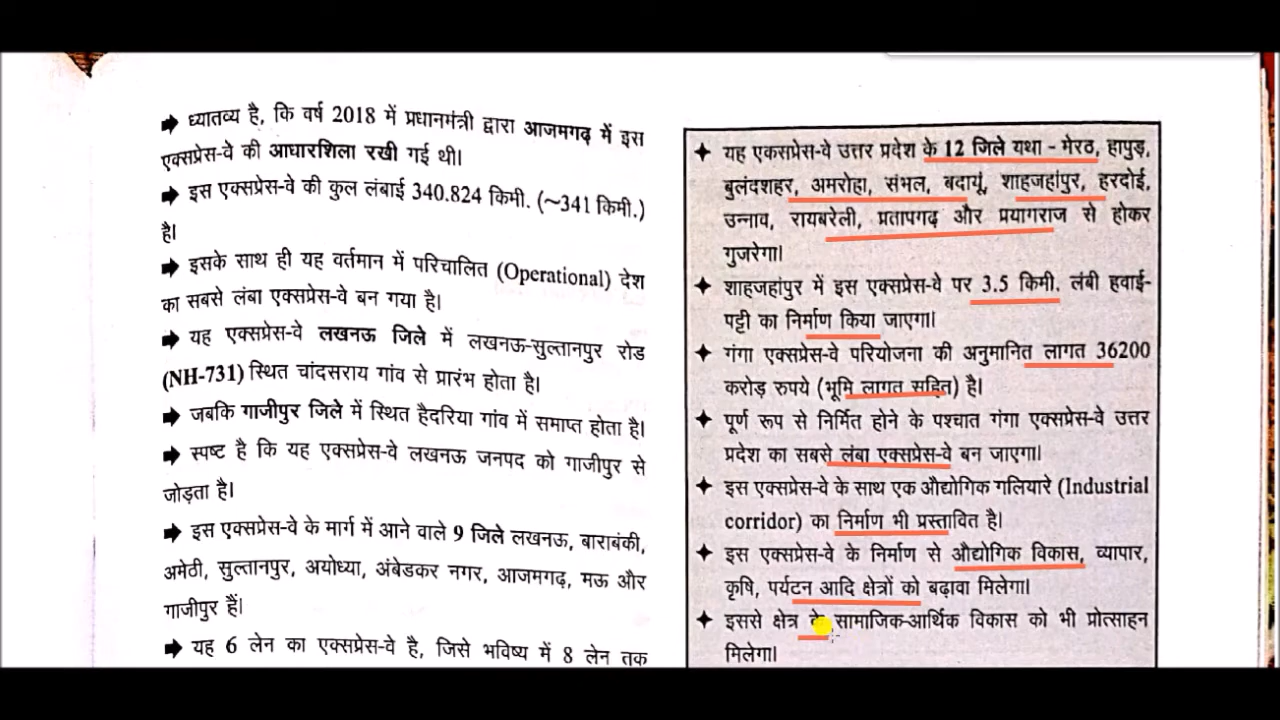 ➡ ध्यातव्य है, कि वर्ष 2018 में प्रधानमंत्री द्वारा आजमगढ़ में इस
एक्सप्रेस-वे की आधारशिला रखी गई थी।
➡ इस एक्सप्रेस-वे की कुल लंबाई 340.824 किमी. (~341 किमी.)
है।
➡ इसके साथ ही यह वर्तमान में परिचालित (Operational) देश
का सबसे लंबा एक्सप्रेस-वे बन गया है।
➡ यह एक्सप्रेस-वे लखनऊ जिले में लखनऊ-सुल्तानपुर रोड
(NH-731) स्थित चांदसराय गांव से प्रारंभ होता है।
➡ जबकि गाजीपुर जिले में स्थित हैदरिया गांव में समाप्त होता है।
➡ स्पष्ट है कि यह एक्सप्रेस-वे लखनऊ जनपद को गाजीपुर से
जोड़ता है।
➡ इस एक्सप्रेस-वे के मार्ग में आने वाले 9 जिले लखनऊ, बाराबंकी,
अमेठी, सुल्तानपुर, अयोध्या, अंबेडकर नगर, आजमगढ़, मऊ और
गाजीपुर हैं।
➡ यह 6 लेन का एक्सप्रेस-वे है, जिसे भविष्य में 8 लेन तक
✦ यह एकसप्रेस-वे उत्तर प्रदेश के 12 जिले यथा - मेरठ, हापुड़,
बुलंदशहर, अमरोहा, संभल, बदायूं, शाहजहांपुर, हरदोई,
उन्नाव, रायबरेली, प्रतापगढ़ और प्रयागराज से होकर
गुजरेगा।
✦ शाहजहांपुर में इस एक्सप्रेस-वे पर 3.5 किमी. लंबी हवाई-
पट्टी का निर्माण किया जाएगा।
✦ गंगा एक्सप्रेस-वे परियोजना की अनुमानित लागत 36200
करोड़ रुपये (भूमि लागत सहित) है।
✦ पूर्ण रूप से निर्मित होने के पश्चात गंगा एक्सप्रेस-वे उत्तर
प्रदेश का सबसे लंबा एक्सप्रेस-वे बन जाएगा।
✦ इस एक्सप्रेस-वे के साथ एक औद्योगिक गलियारे (Industrial
corridor) का निर्माण भी प्रस्तावित है।
✦ इस एक्सप्रेस-वे के निर्माण से औद्योगिक विकास, व्यापार,
कृषि, पर्यटन आदि क्षेत्रों को बढ़ावा मिलेगा।
✦ इससे क्षेत्र के सामाजिक-आर्थिक विकास को भी प्रोत्साहन
मिलेगा।